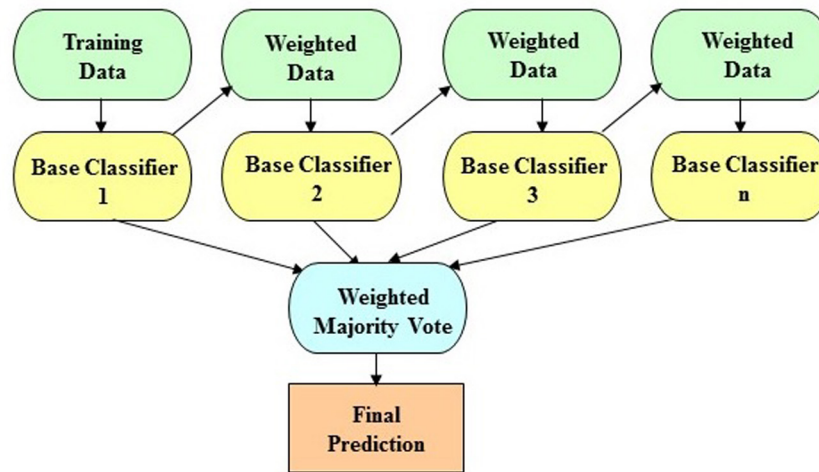 Training
Data
Weighted
Data
Weighted
Data
Weighted
Data
Base Classifier
1
Base Classifier
2
Base Classifier
3
Base Classifier
n
Weighted
Majority Vote
Final
Prediction